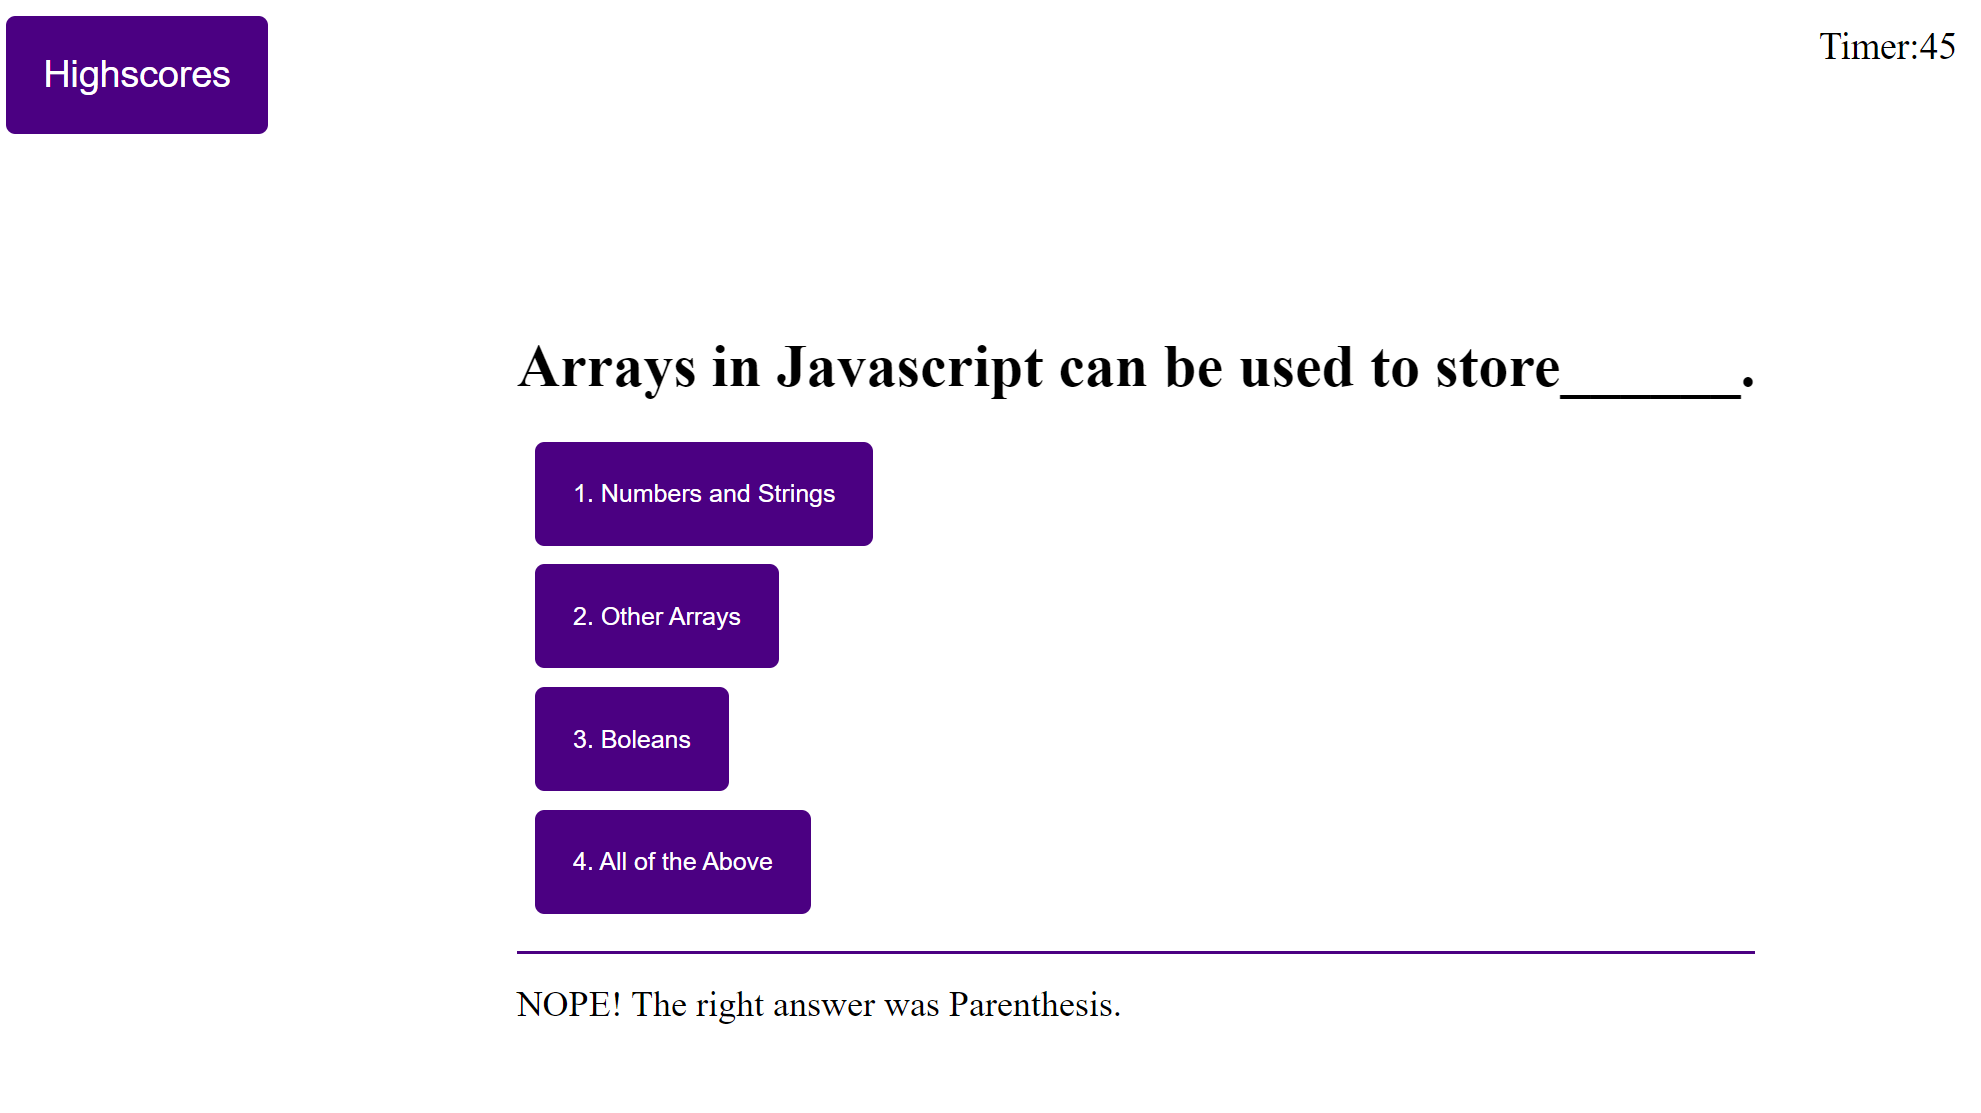 Highscores
Timer:45
Arrays in Javascript can be used to store______.
1. Numbers and Strings
2. Other Arrays
3. Boleans
4. All of the Above
NOPE! The right answer was Parenthesis.